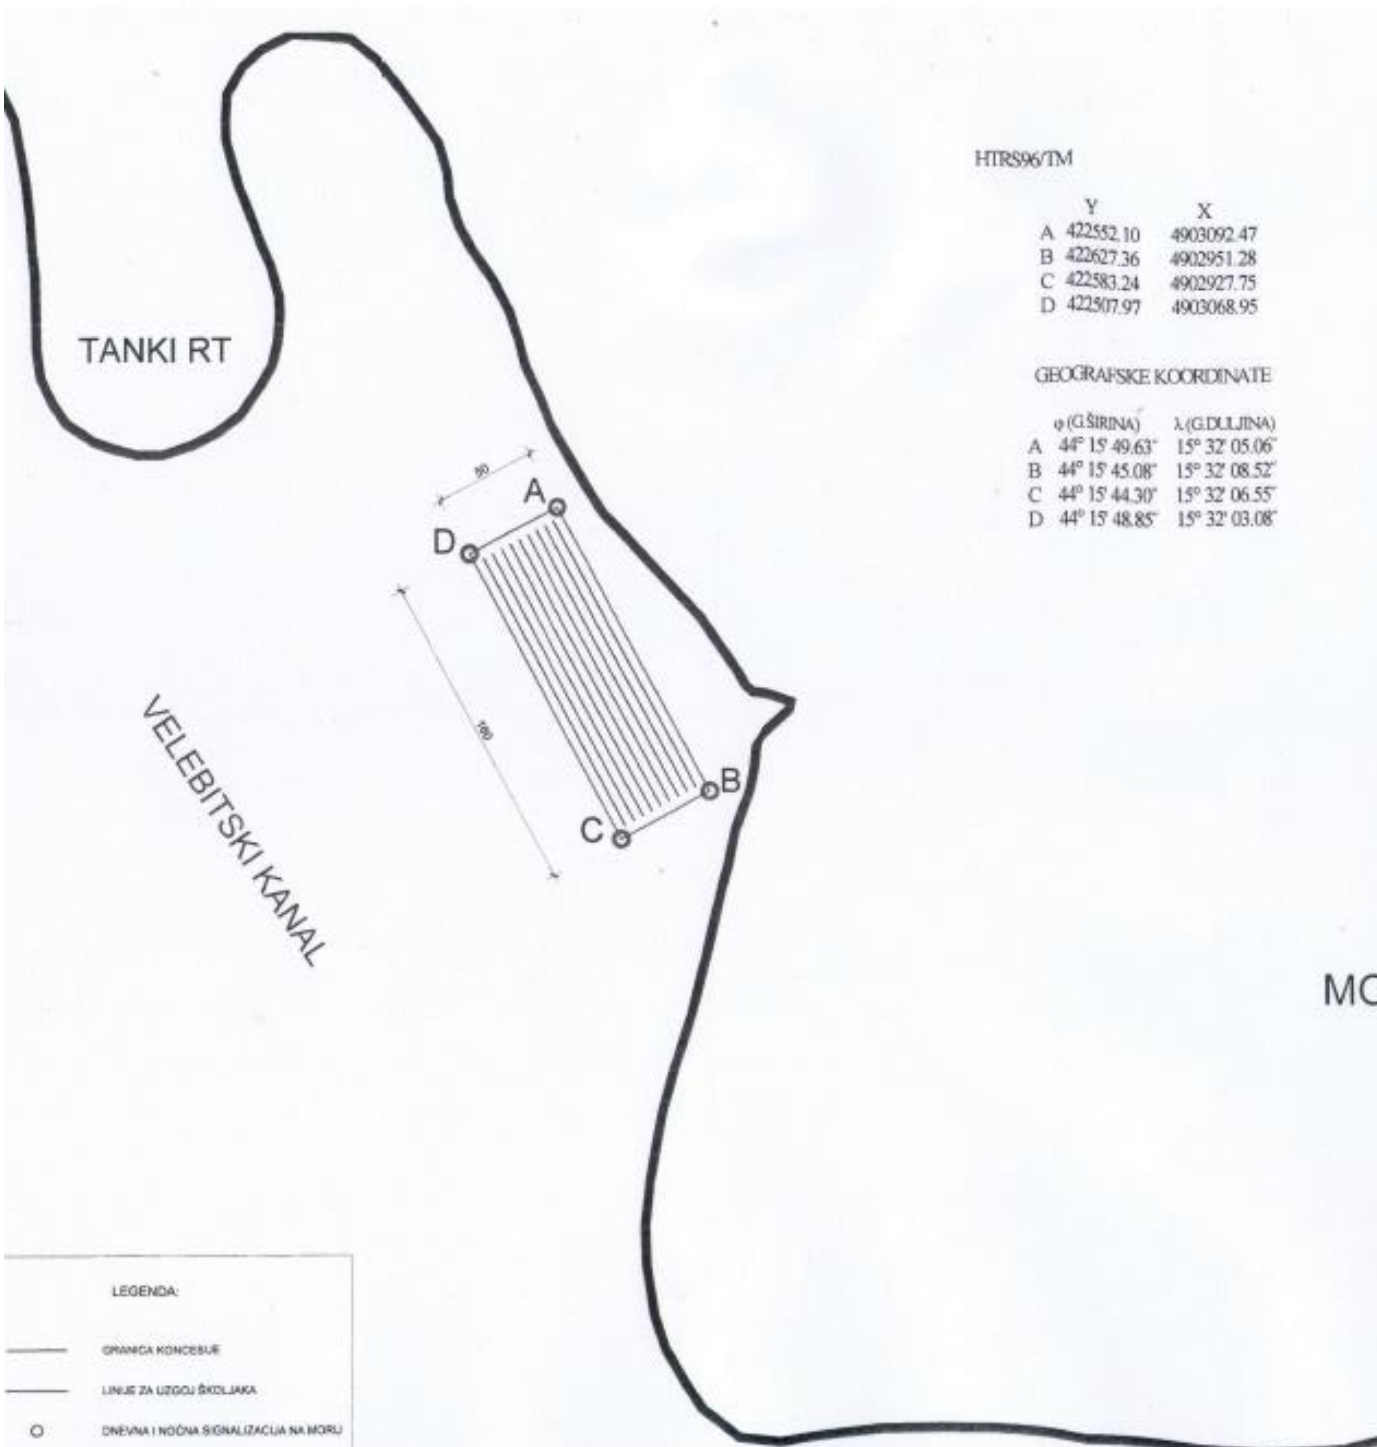 HTRS96/TM
Y X
A 422552.10 4903092.47
B 422627.36 4902951.28
C 422583.24 4902927.75
D 422507.97 4903068.95
TANKI RT
GEOGRAFSKE KOORDINATE
φ (G.ŠIRINA) λ (G.DULJINA)
A 44° 15' 49.63" 15° 32' 05.06"
B 44° 15' 45.08" 15° 32' 08.52"
C 44° 15' 44.30" 15° 32' 06.55"
D 44° 15' 48.85" 15° 32' 03.08"
A
D
160
B
C
VELEBITSKI KANAL
MO
LEGENDA:
GRANICA KONCESIJE
LINIJE ZA UZGOJ ŠKOLJAKA
DNEVNA I NOĆNA SIGNALIZACIJA NA MORU